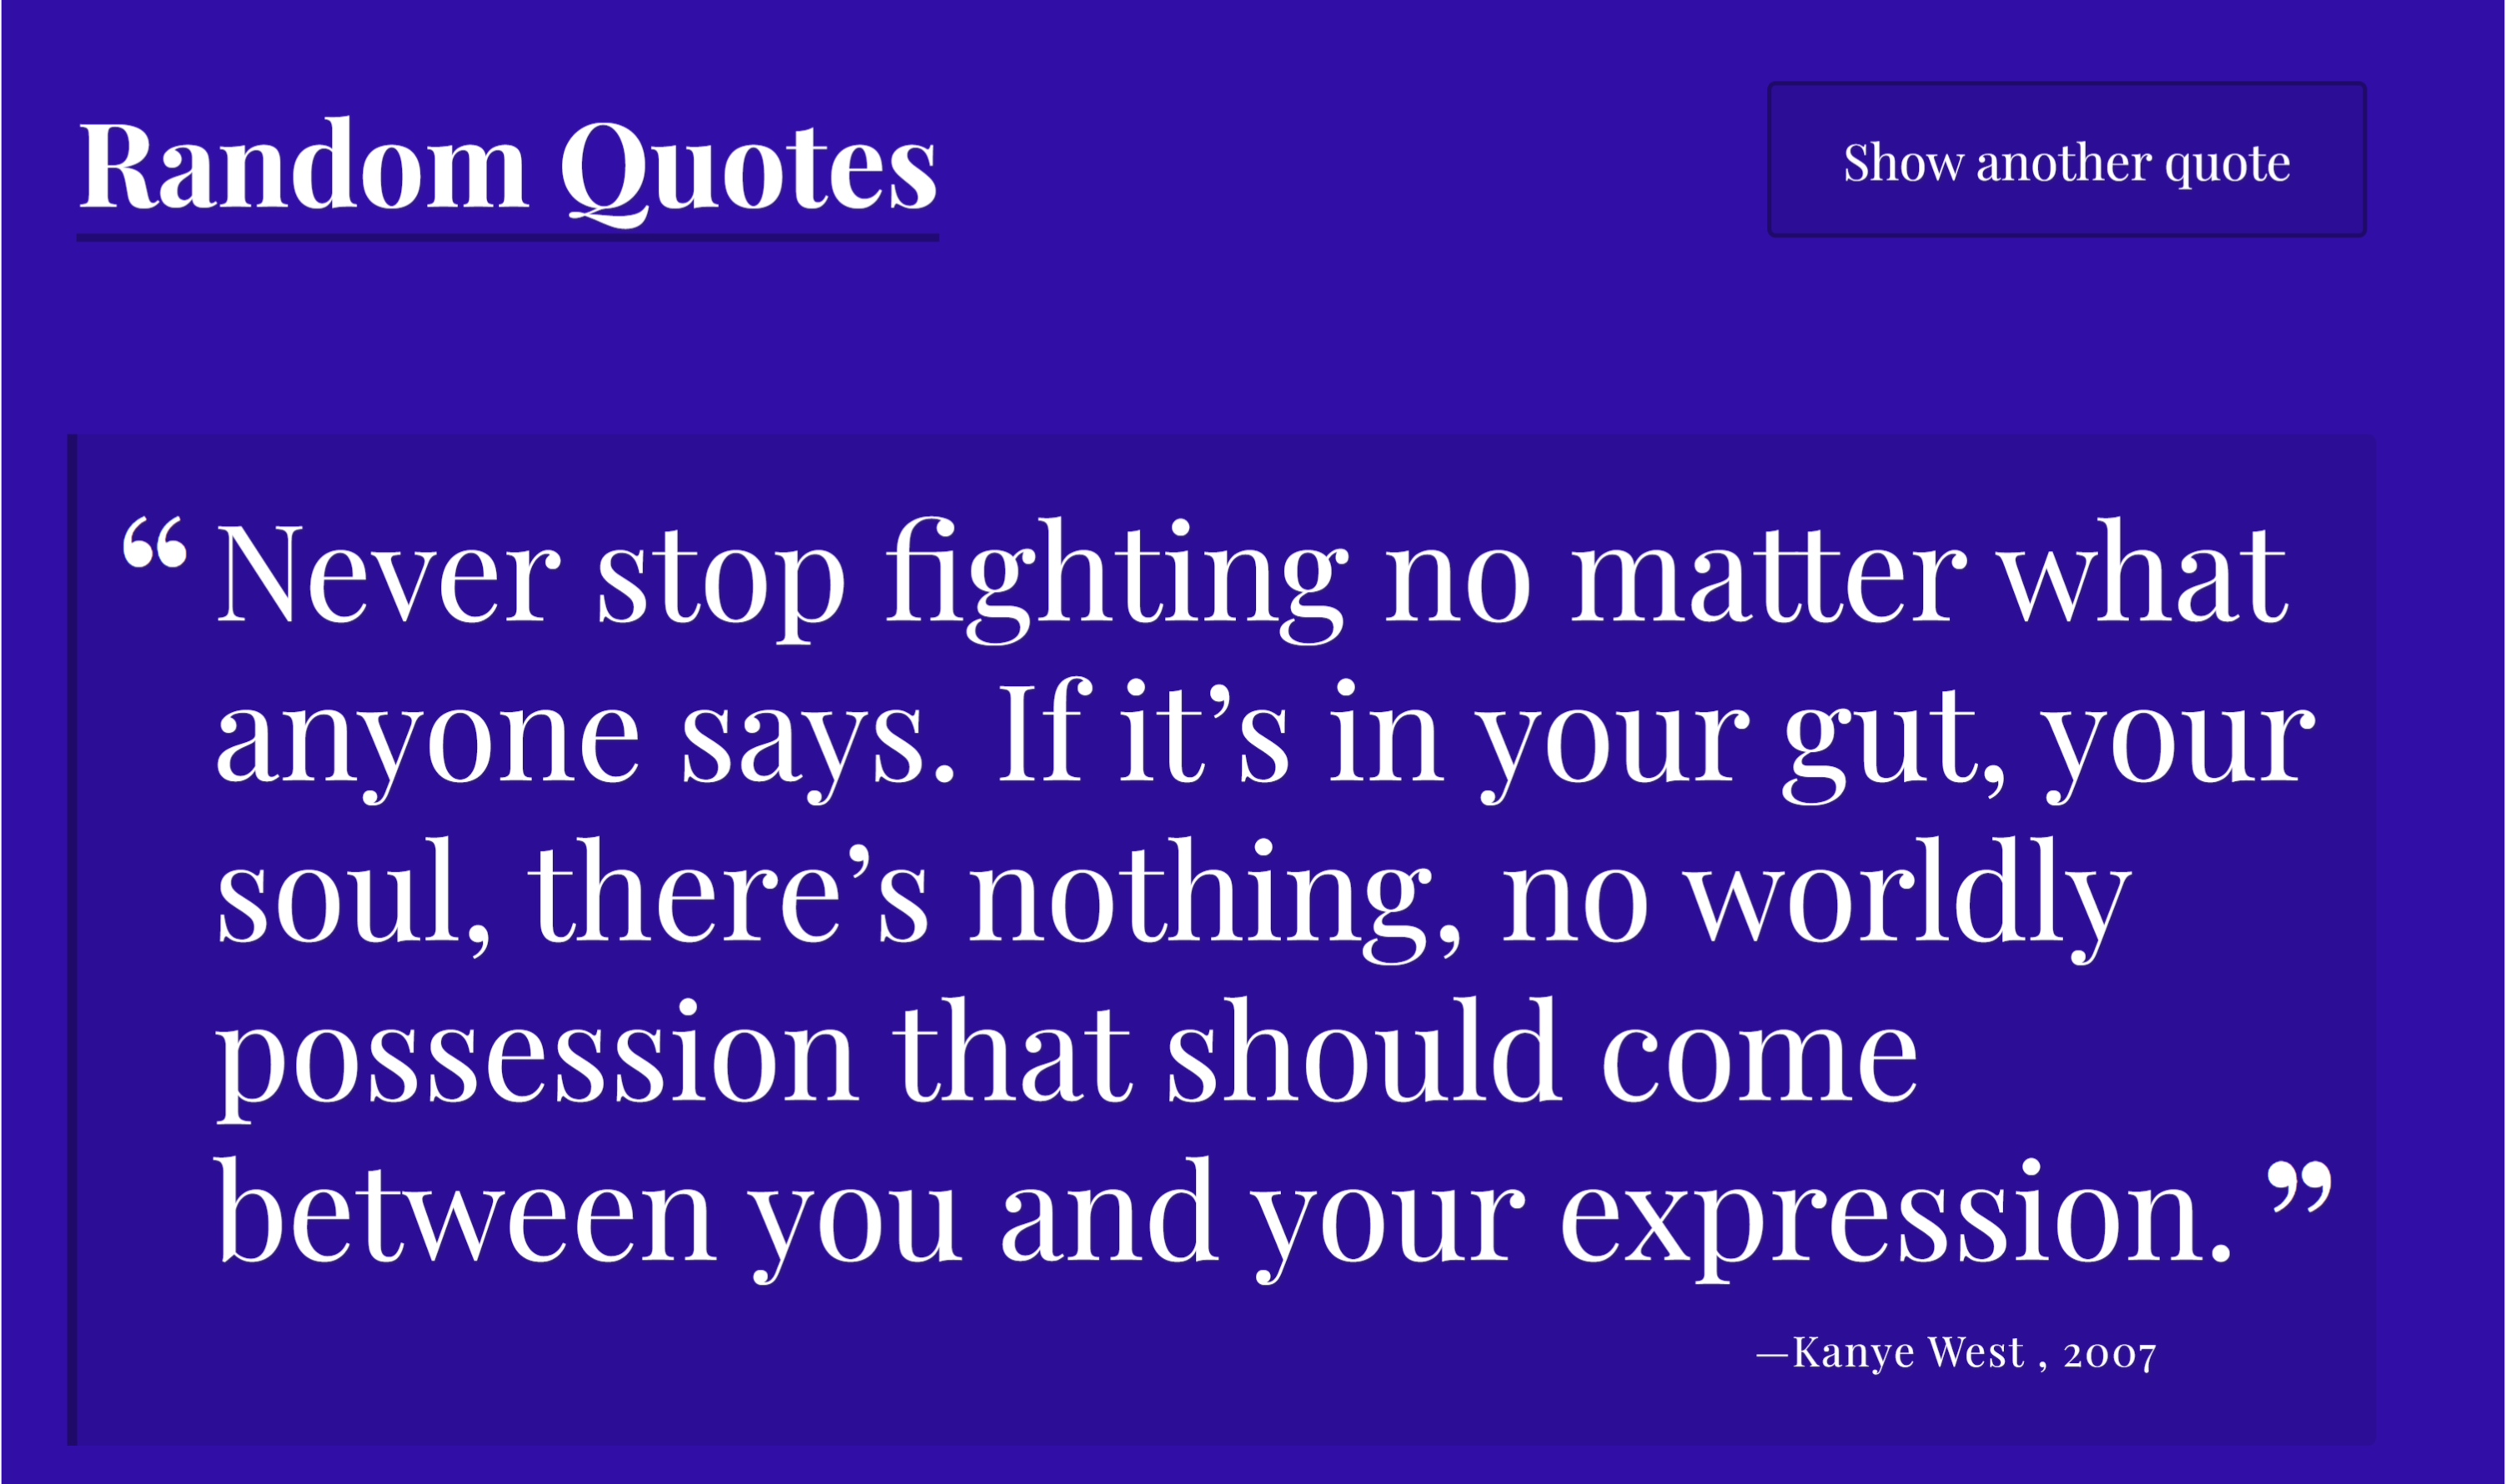 Random Quotes
Show another quote
“ Never stop fighting no matter what
anyone says. If it’s in your gut, your
soul, there’s nothing, no worldly
possession that should come
between you and your expression. ”
—Kanye West , 2007